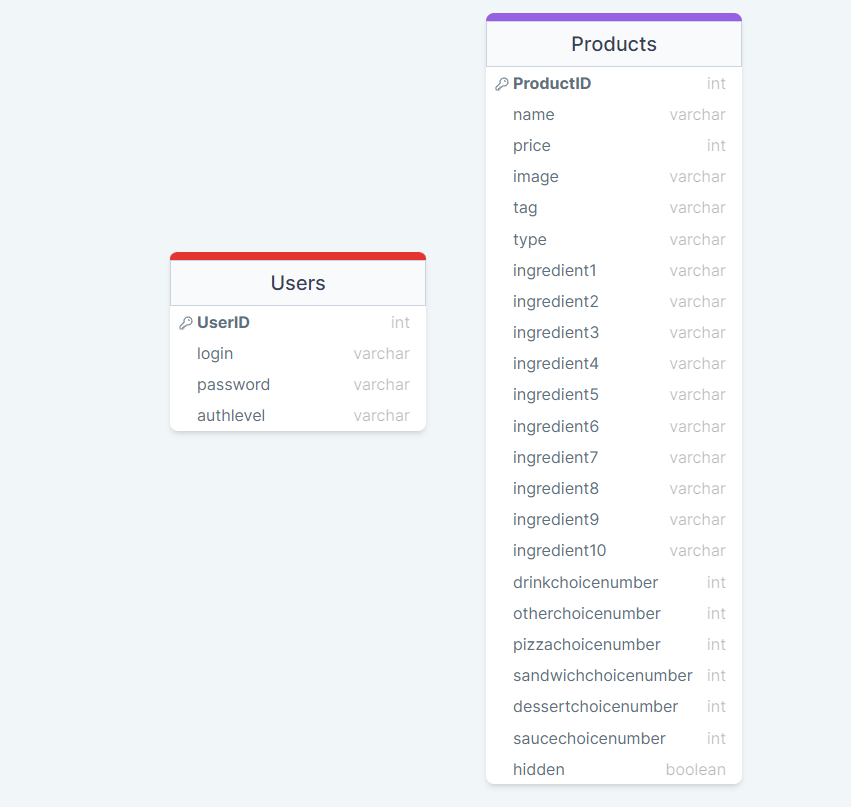 Users
UserID int
login varchar
password varchar
authlevel varchar
Products
ProductID int
name varchar
price int
image varchar
tag varchar
type varchar
ingredient1 varchar
ingredient2 varchar
ingredient3 varchar
ingredient4 varchar
ingredient5 varchar
ingredient6 varchar
ingredient7 varchar
ingredient8 varchar
ingredient9 varchar
ingredient10 varchar
drinkchoicenumber int
otherchoicenumber int
pizzachoicenumber int
sandwichchoicenumber int
dessertchoicenumber int
saucechoicenumber int
hidden boolean